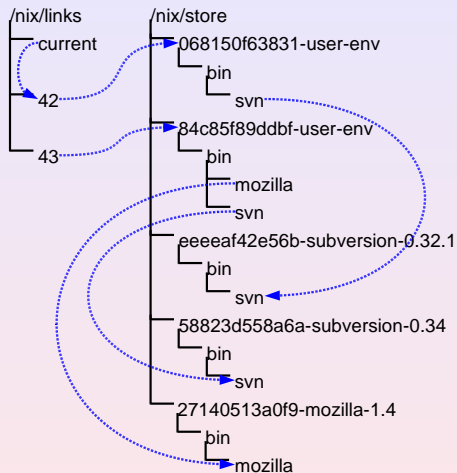 /nix/links
/nix/store
current
068150f63831-user-env
bin
42
svn
84c85f89ddbf-user-env
43
bin
mozilla
svn
eeeeaf42e56b-subversion-0.32.1
bin
svn
58823d558a6a-subversion-0.34
bin
svn
27140513a0f9-mozilla-1.4
bin
mozilla